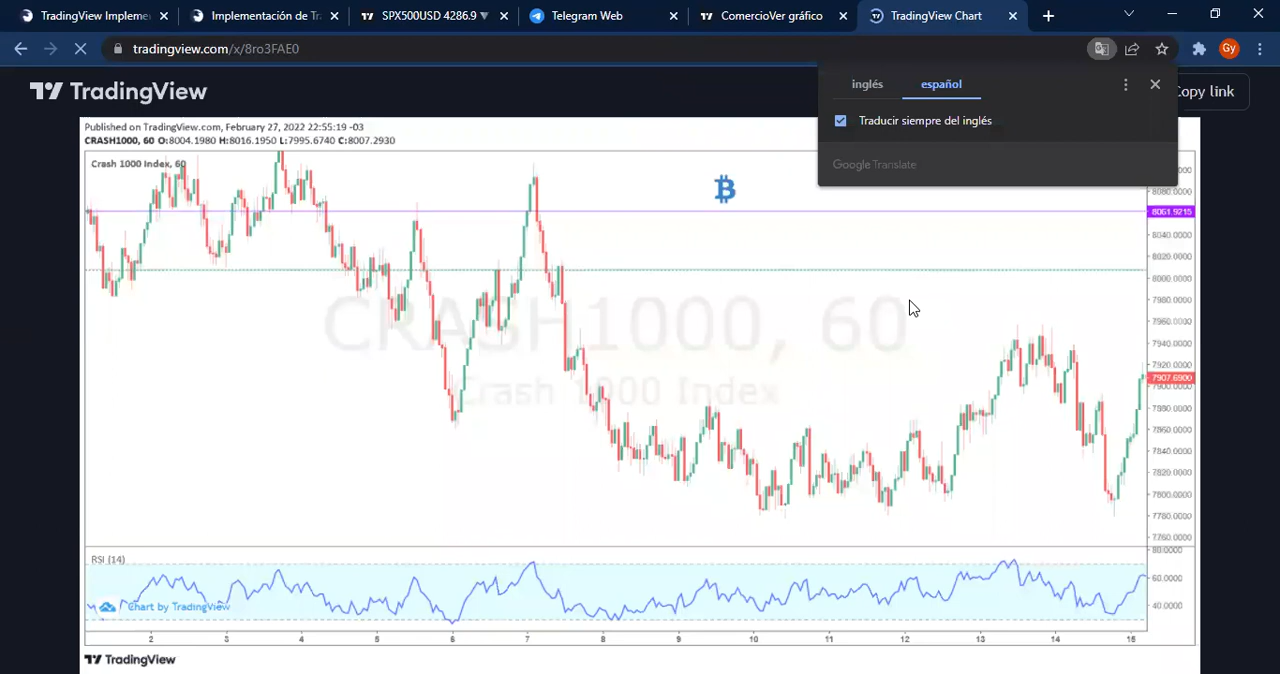 TradingView Implemen
Implementación de Tra
SPX500USD 4286.9 ▼
Telegram Web
ComercioVer gráfico
TradingView Chart
tradingview.com/x/8ro3FAE0
Gy
TradingView
inglés
español
Copy link
Traducir siempre del inglés
Google Translate
Published on TradingView.com, February 27, 2022 22:55:19 -03
CRASH1000, 60 O:8004.1980 H:8016.1950 L:7995.6740 C:8007.2930
Crash 1000 Index, 60
8080.0000
8061.9215
8040.0000
8020.0000
8000.0000
7980.0000
7960.0000
7940.0000
7920.0000
7907.6900
7900.0000
7880.0000
7860.0000
7840.0000
7820.0000
7800.0000
7780.0000
7760.0000
CRASH1000, 60
Crash 1000 Index
RSI (14)
80.0000
60.0000
40.0000
Chart by TradingView
2 3 4 5 6 7 8 9 10 11 12 13 14 15
TradingView